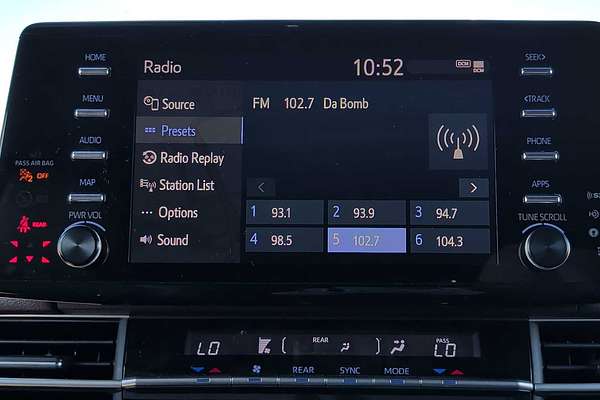 HOME
MENU
AUDIO
MAP
PWR VOL
PASS AIR BAG
OFF
REAR
Radio
10:52
DCM
DCM
Source
Presets
Radio Replay
Station List
Options
Sound
FM 102.7 Da Bomb
< >
1 93.1
2 93.9
3 94.7
4 98.5
5 102.7
6 104.3
SEEK>
<TRACK
PHONE
APPS
TUNE SCROLL
LO
REAR
PASS
LO
REAR
SYNC
MODE